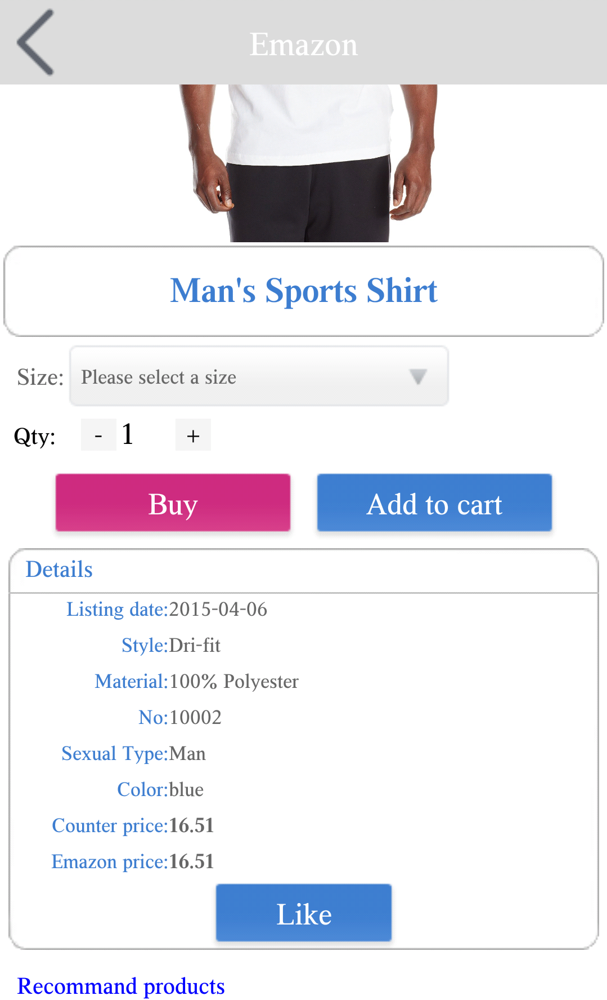 Emazon
Man's Sports Shirt
Size: Please select a size
Qty: - 1 +
Buy Add to cart
Details
Listing date:2015-04-06
Style:Dri-fit
Material:100% Polyester
No:10002
Sexual Type:Man
Color:blue
Counter price:16.51
Emazon price:16.51
Like
Recommand products